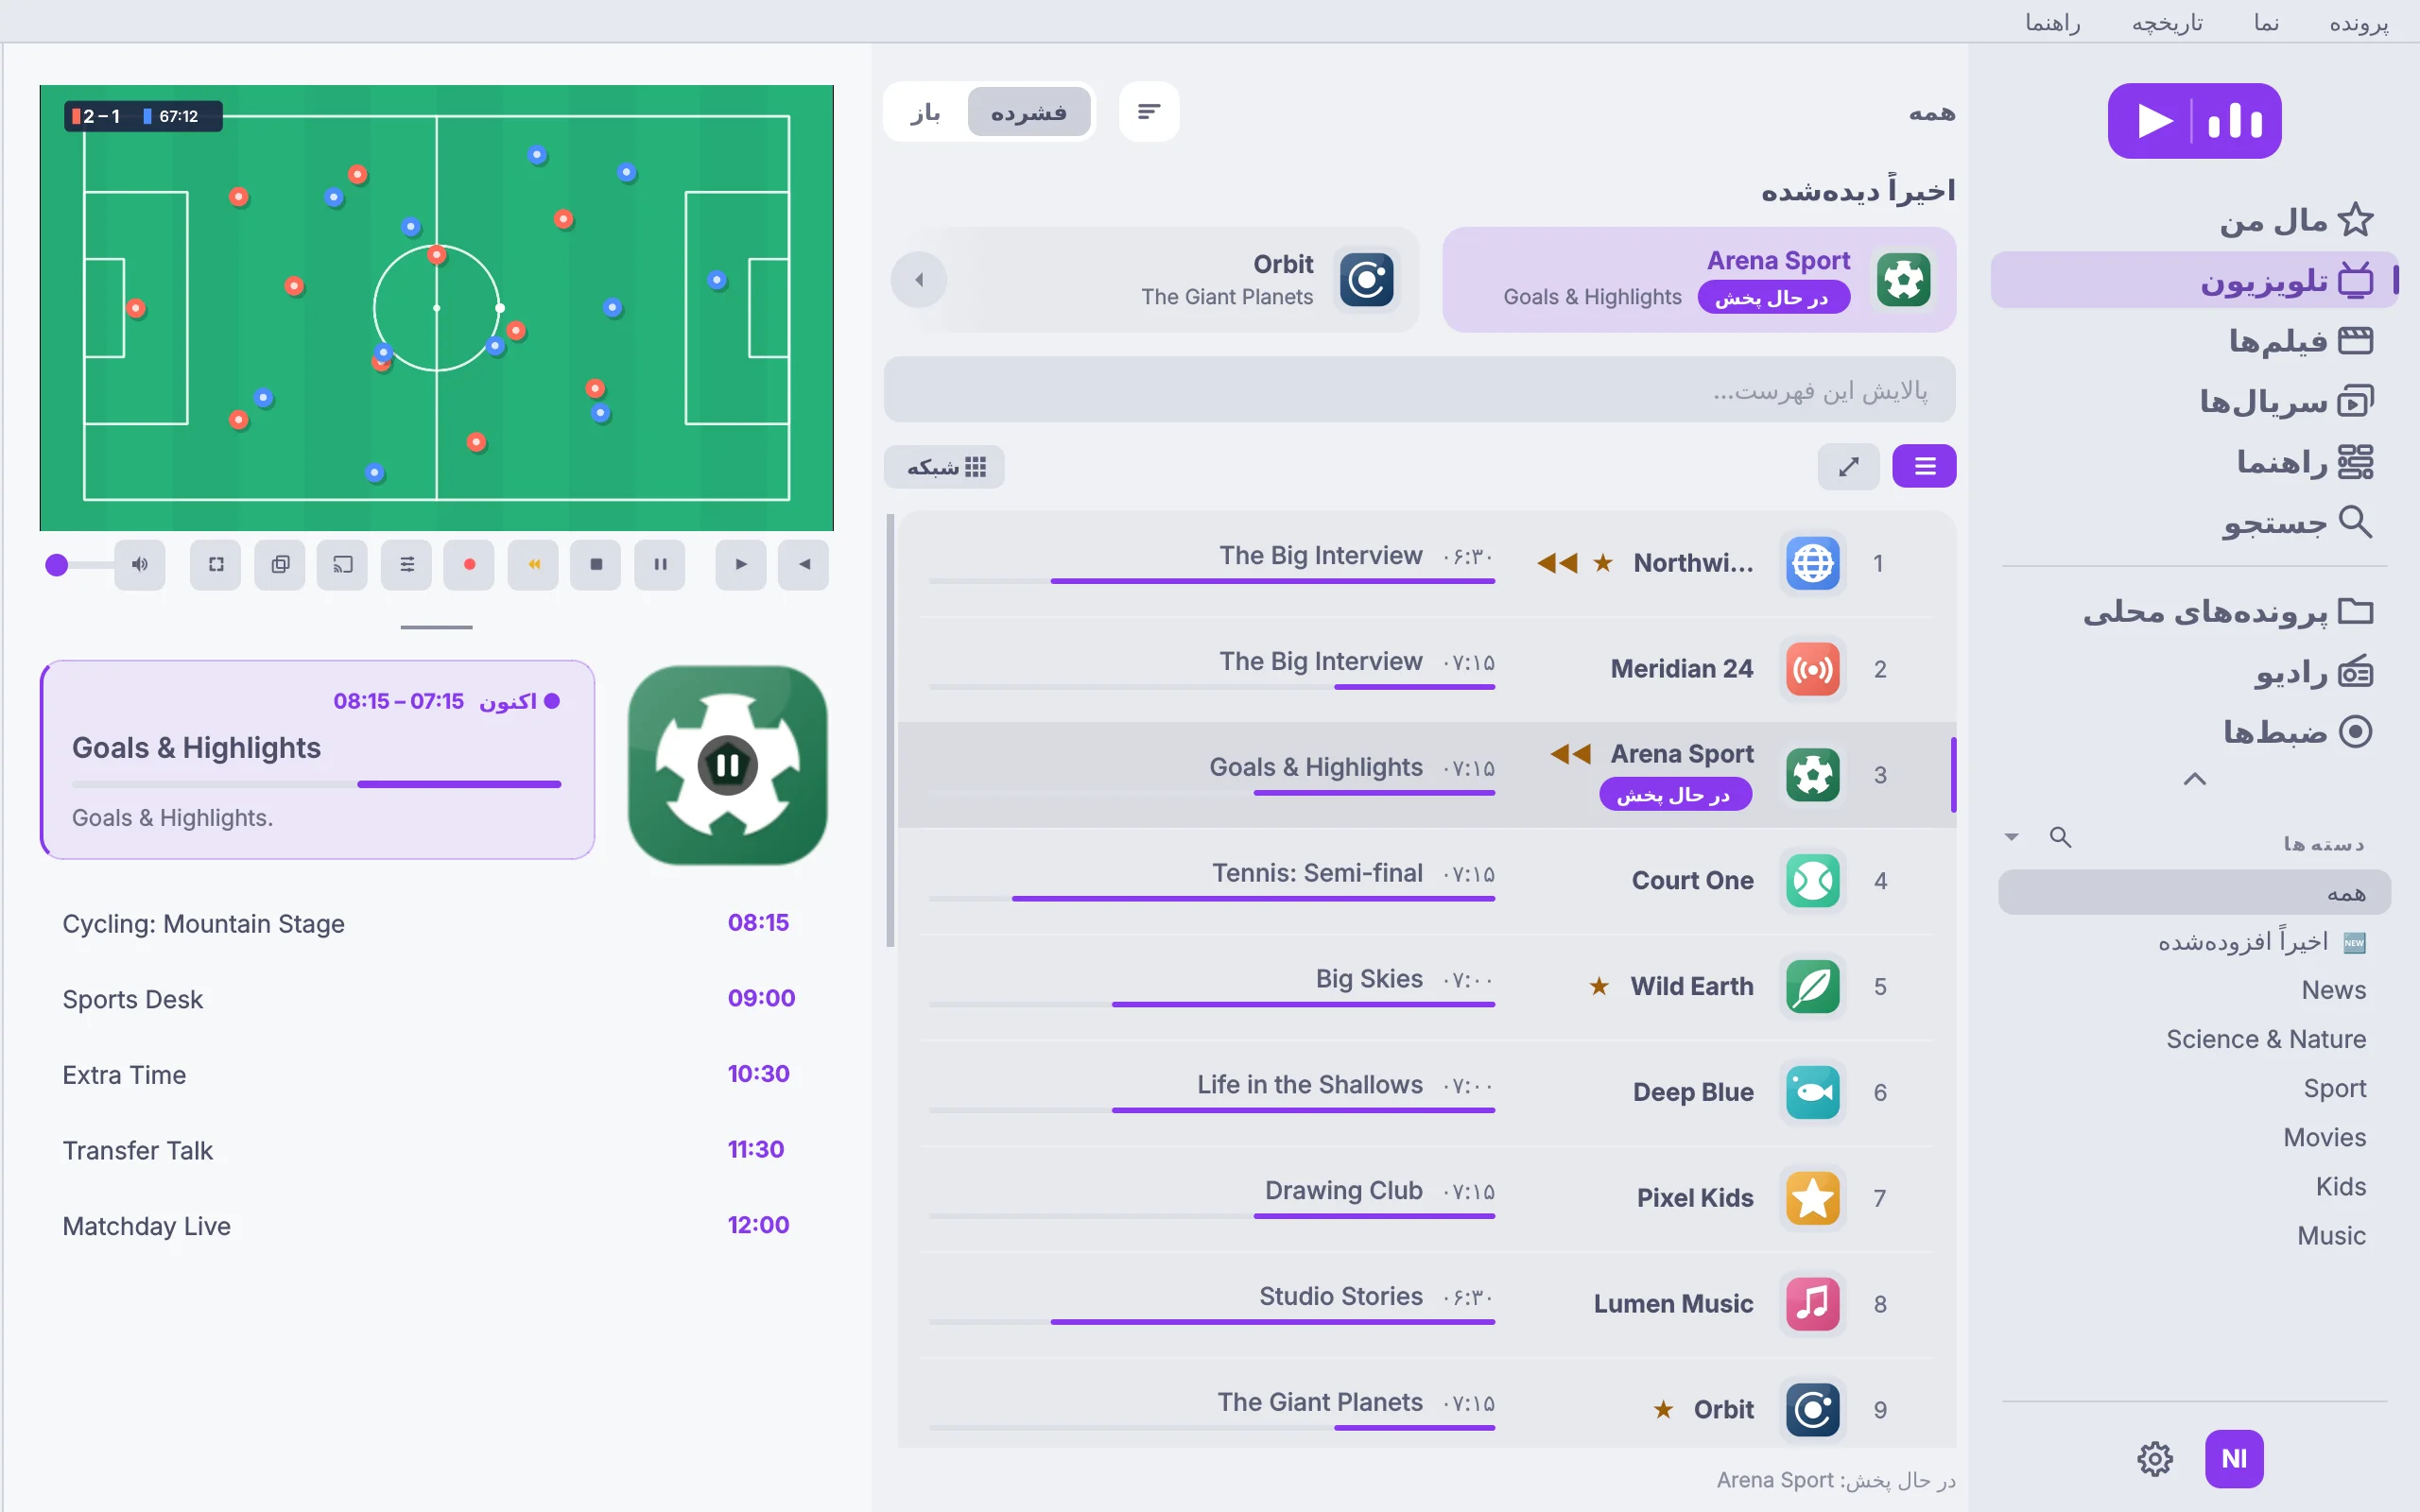 پرونده
نما
تاریخچه
راهنما
مال من
تلویزیون
فیلم‌ها
سریال‌ها
راهنما
جستجو
پرونده‌های محلی
رادیو
ضبط‌ها
دسته ها
همه
NEW اخیراً افزوده‌شده
News
Science & Nature
Sport
Movies
Kids
Music
NI
همه
فشرده
باز
اخیراً دیده‌شده
Arena Sport
در حال پخش Goals & Highlights
Orbit
The Giant Planets
پالایش این فهرست...
شبکه
1 Northwi... ۰۶:۳۰ The Big Interview
2 Meridian 24 ۰۷:۱۵ The Big Interview
3 Arena Sport ۰۷:۱۵ Goals & Highlights
در حال پخش
4 Court One ۰۷:۱۵ Tennis: Semi-final
5 Wild Earth ۰۷:۰۰ Big Skies
6 Deep Blue ۰۷:۰۰ Life in the Shallows
7 Pixel Kids ۰۷:۱۵ Drawing Club
8 Lumen Music ۰۶:۳۰ Studio Stories
9 Orbit ۰۷:۱۵ The Giant Planets
در حال پخش: Arena Sport
2 – 1 67:12
اکنون 07:15 – 08:15
Goals & Highlights
Goals & Highlights.
08:15 Cycling: Mountain Stage
09:00 Sports Desk
10:30 Extra Time
11:30 Transfer Talk
12:00 Matchday Live